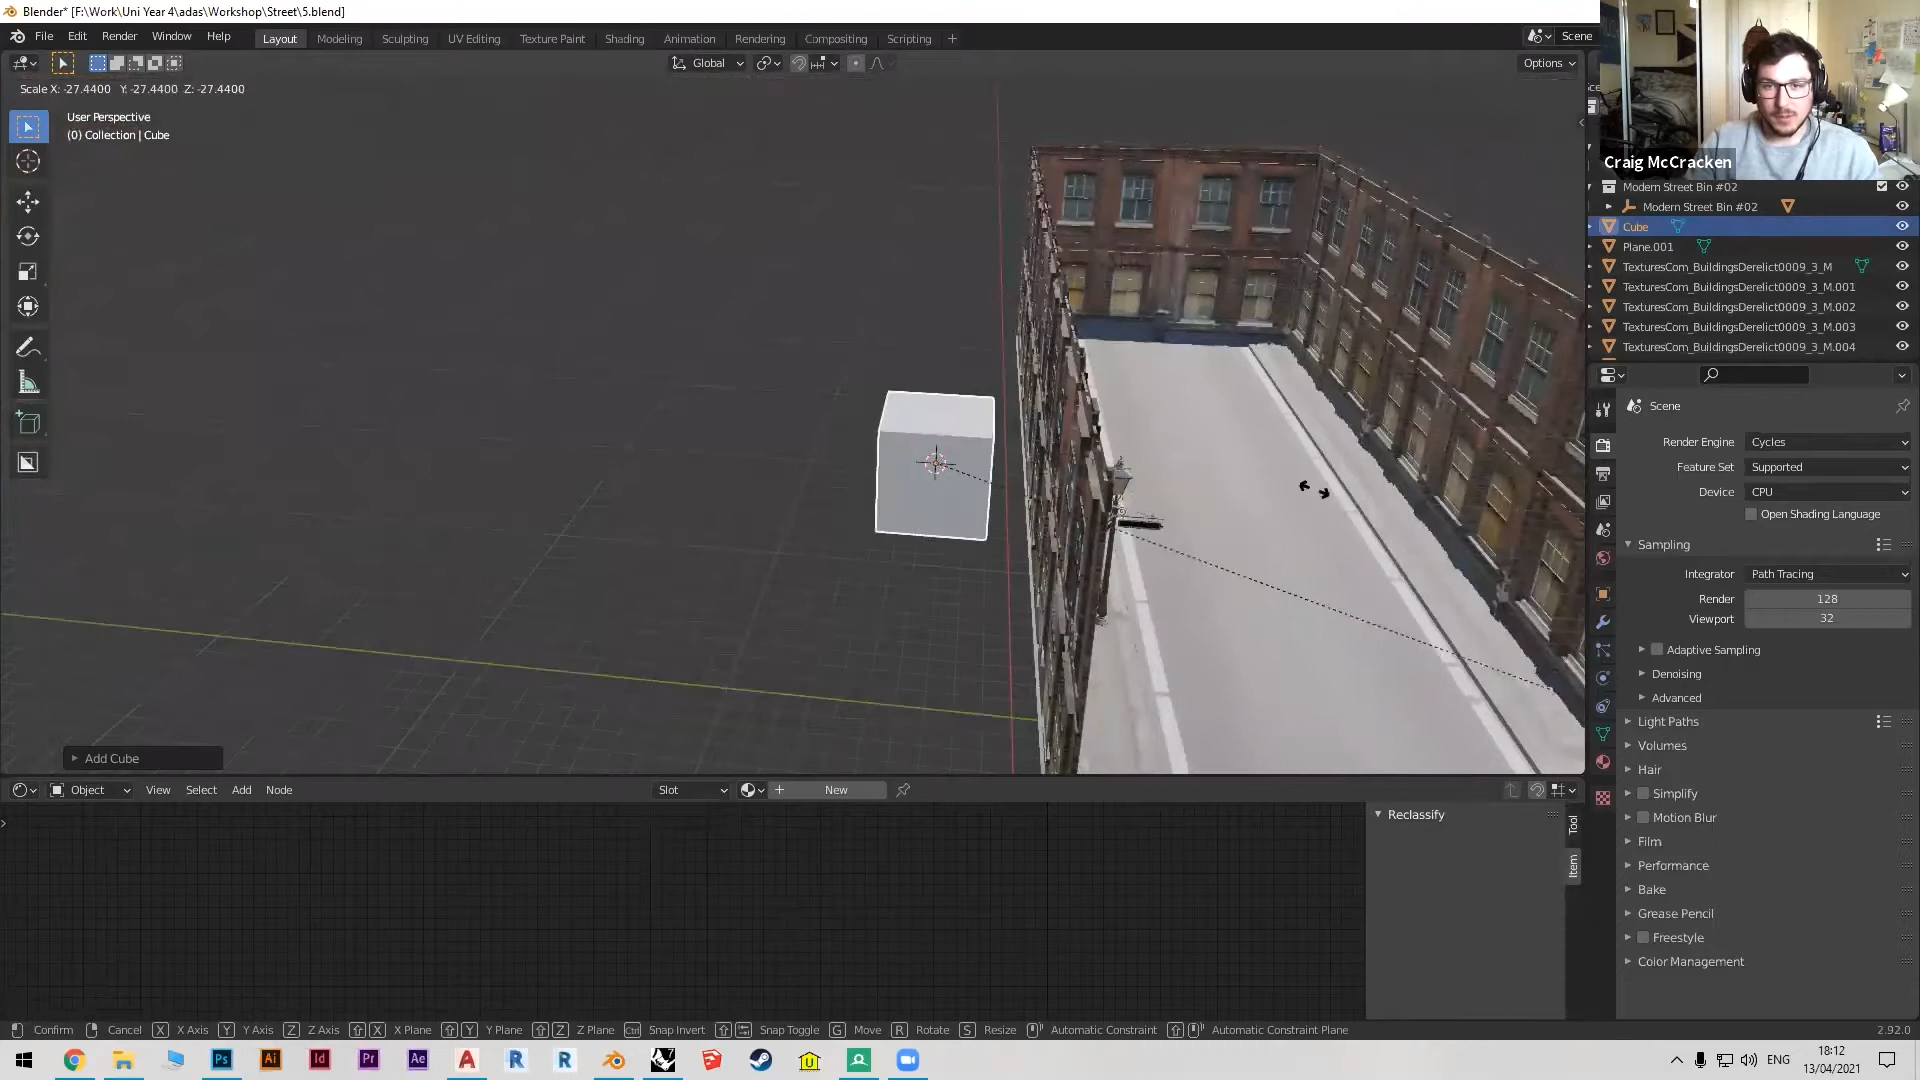 Blender* [F:\Work\Uni Year 4\adas\Workshop\Street\5.blend]
File Edit Render Window Help Layout Modeling Sculpting UV Editing Texture Paint Shading Animation Rendering Compositing Scripting + Scene
Global Options
Scale X: -27.4400 Y: -27.4400 Z: -27.4400
User Perspective
(0) Collection | Cube
Craig McCracken
Modern Street Bin #02
Modern Street Bin #02
Cube
Plane.001
TexturesCom_BuildingsDerelict0009_3_M
TexturesCom_BuildingsDerelict0009_3_M.001
TexturesCom_BuildingsDerelict0009_3_M.002
TexturesCom_BuildingsDerelict0009_3_M.003
TexturesCom_BuildingsDerelict0009_3_M.004
Scene
Render Engine Cycles
Feature Set Supported
Device CPU
Open Shading Language
Sampling
Integrator Path Tracing
Render 128
Viewport 32
Adaptive Sampling
Denoising
Advanced
Light Paths
Volumes
Hair
Simplify
Motion Blur
Film
Performance
Bake
Grease Pencil
Freestyle
Color Management
Add Cube
Object View Select Add Node Slot New
Reclassify
Tool
Item
Confirm Cancel X X Axis Y Y Axis Z Z Axis X X Plane Y Y Plane Z Z Plane Ctrl Snap Invert Snap Toggle G Move R Rotate S Resize Automatic Constraint Automatic Constraint Plane 2.92.0
Ps Ai Id Pr Ae A R R ENG 18:12
13/04/2021